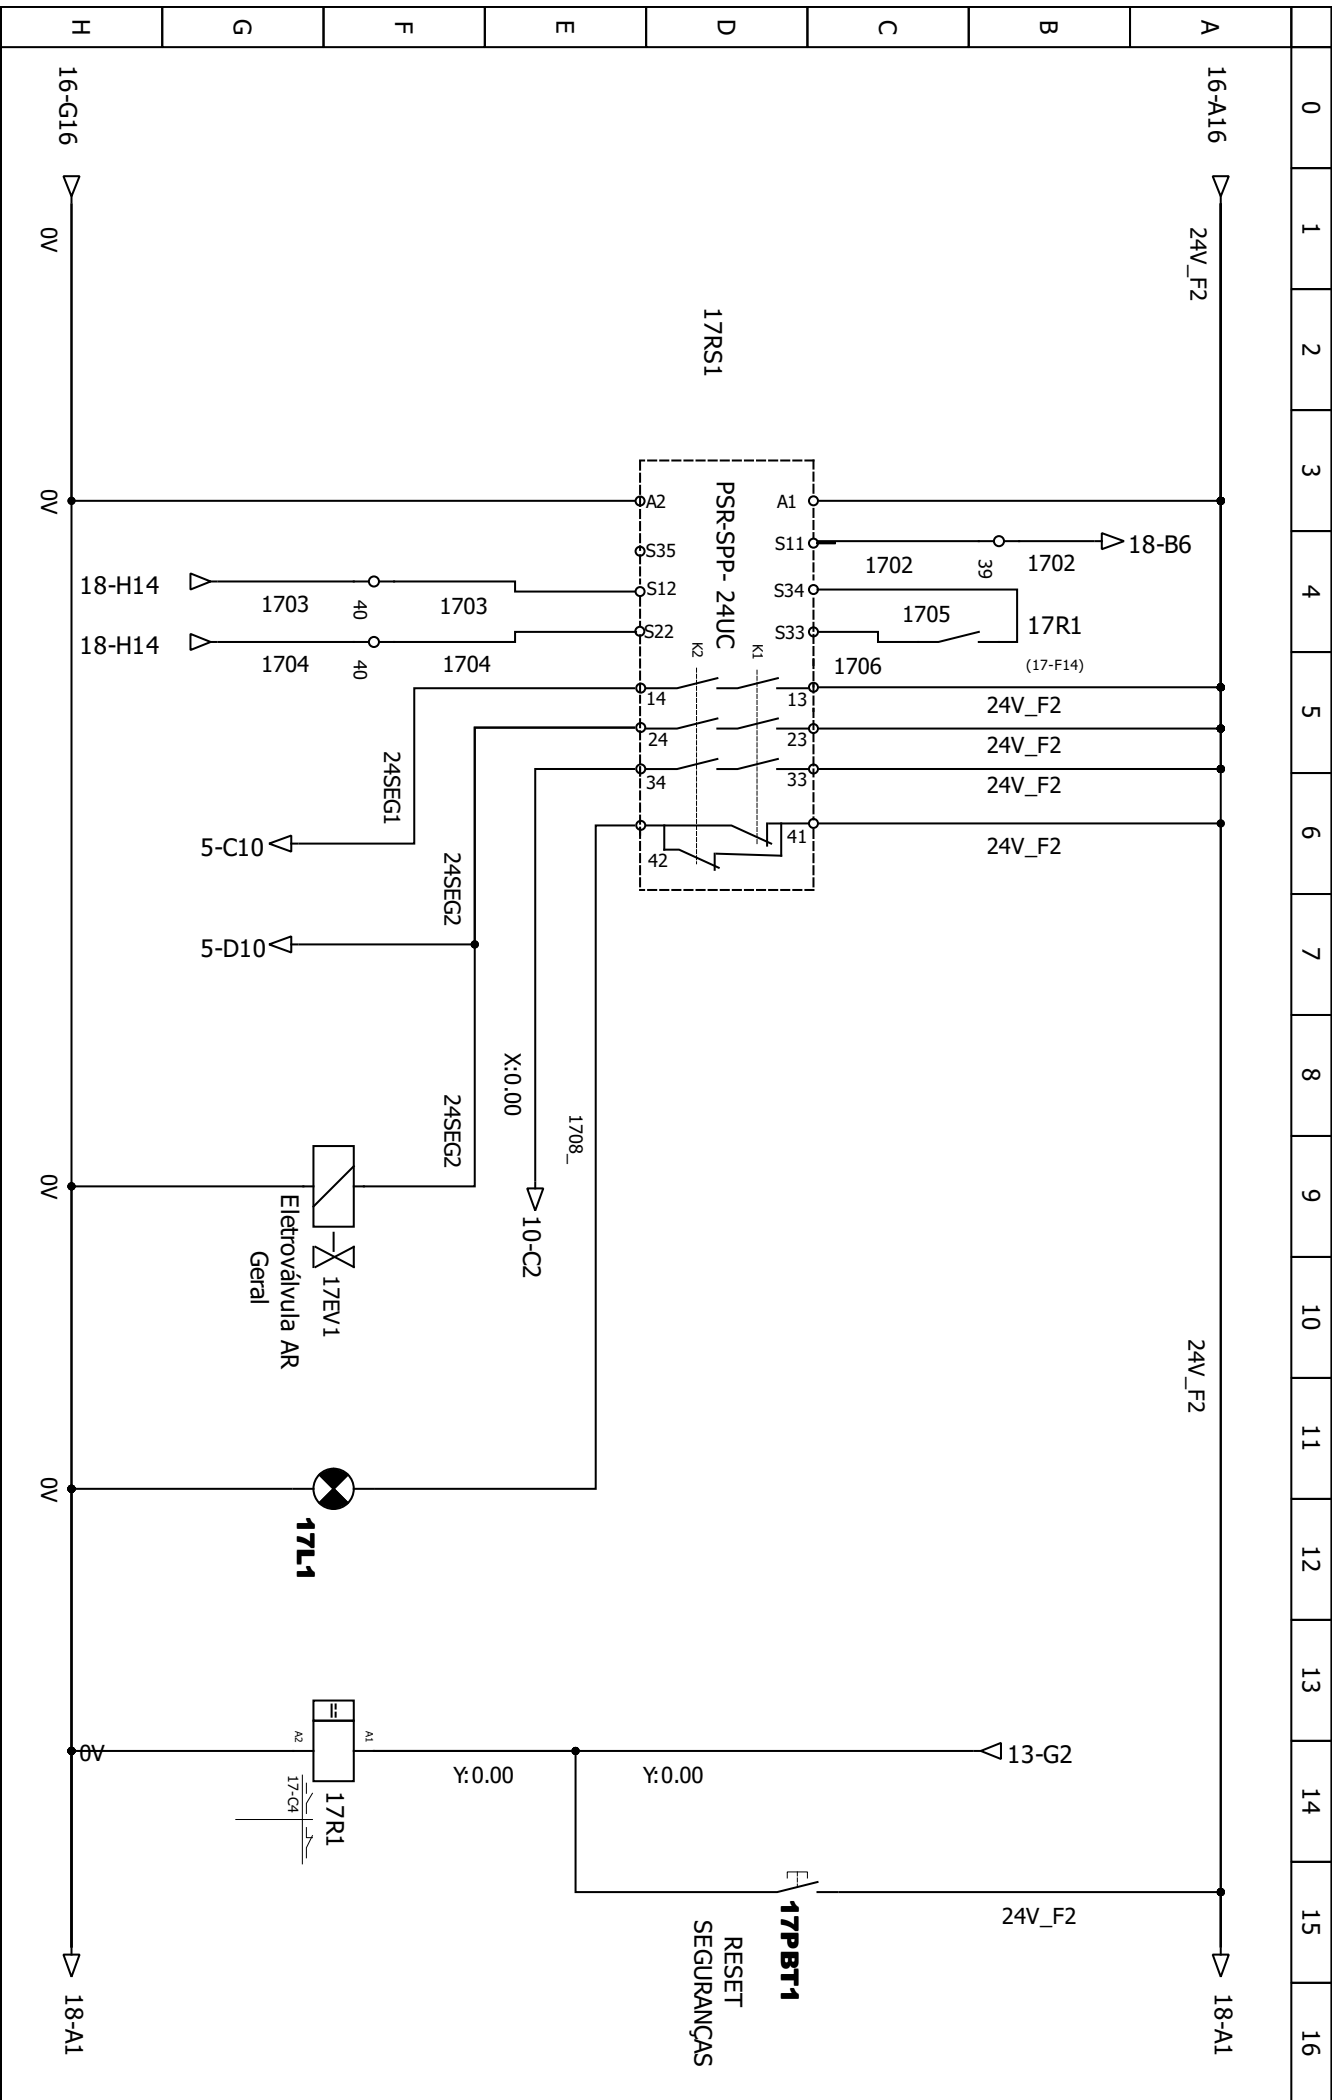 H
G
F
E
D
C
B
A
0
1
2
3
4
5
6
7
8
9
10
11
12
13
14
15
16
16-A16
24V_F2
24V_F2
18-A1
16-G16
0V
0V
0V
0V
0V
18-A1
17RS1
PSR-SPP- 24UC
A1
S11
S34
S33
13
23
33
41
A2
S35
S12
S22
14
24
34
42
K1
K2
18-B6
1702
39
1702
1705
17R1
(17-F14)
1706
24V_F2
24V_F2
24V_F2
24V_F2
18-H14
1703
40
1703
18-H14
1704
40
1704
24SEG1
5-C10
24SEG2
5-D10
24SEG2
X:0.00
10-C2
1708_
17EV1
Eletroválvula AR
Geral
17L1
13-G2
Y:0.00
Y:0.00
A1
A2
17R1
17-C4
24V_F2
17PBT1
RESET
SEGURANÇAS